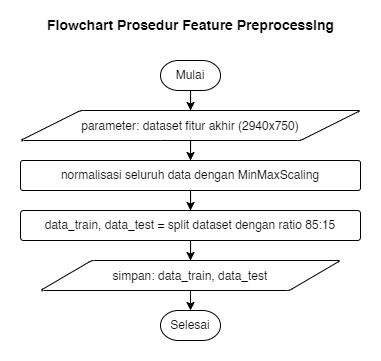 Flowchart Prosedur Feature Preprocessing
Mulai
parameter: dataset fitur akhir (2940x750)
normalisasi seluruh data dengan MinMaxScaling
data_train, data_test = split dataset dengan ratio 85:15
simpan: data_train, data_test
Selesai